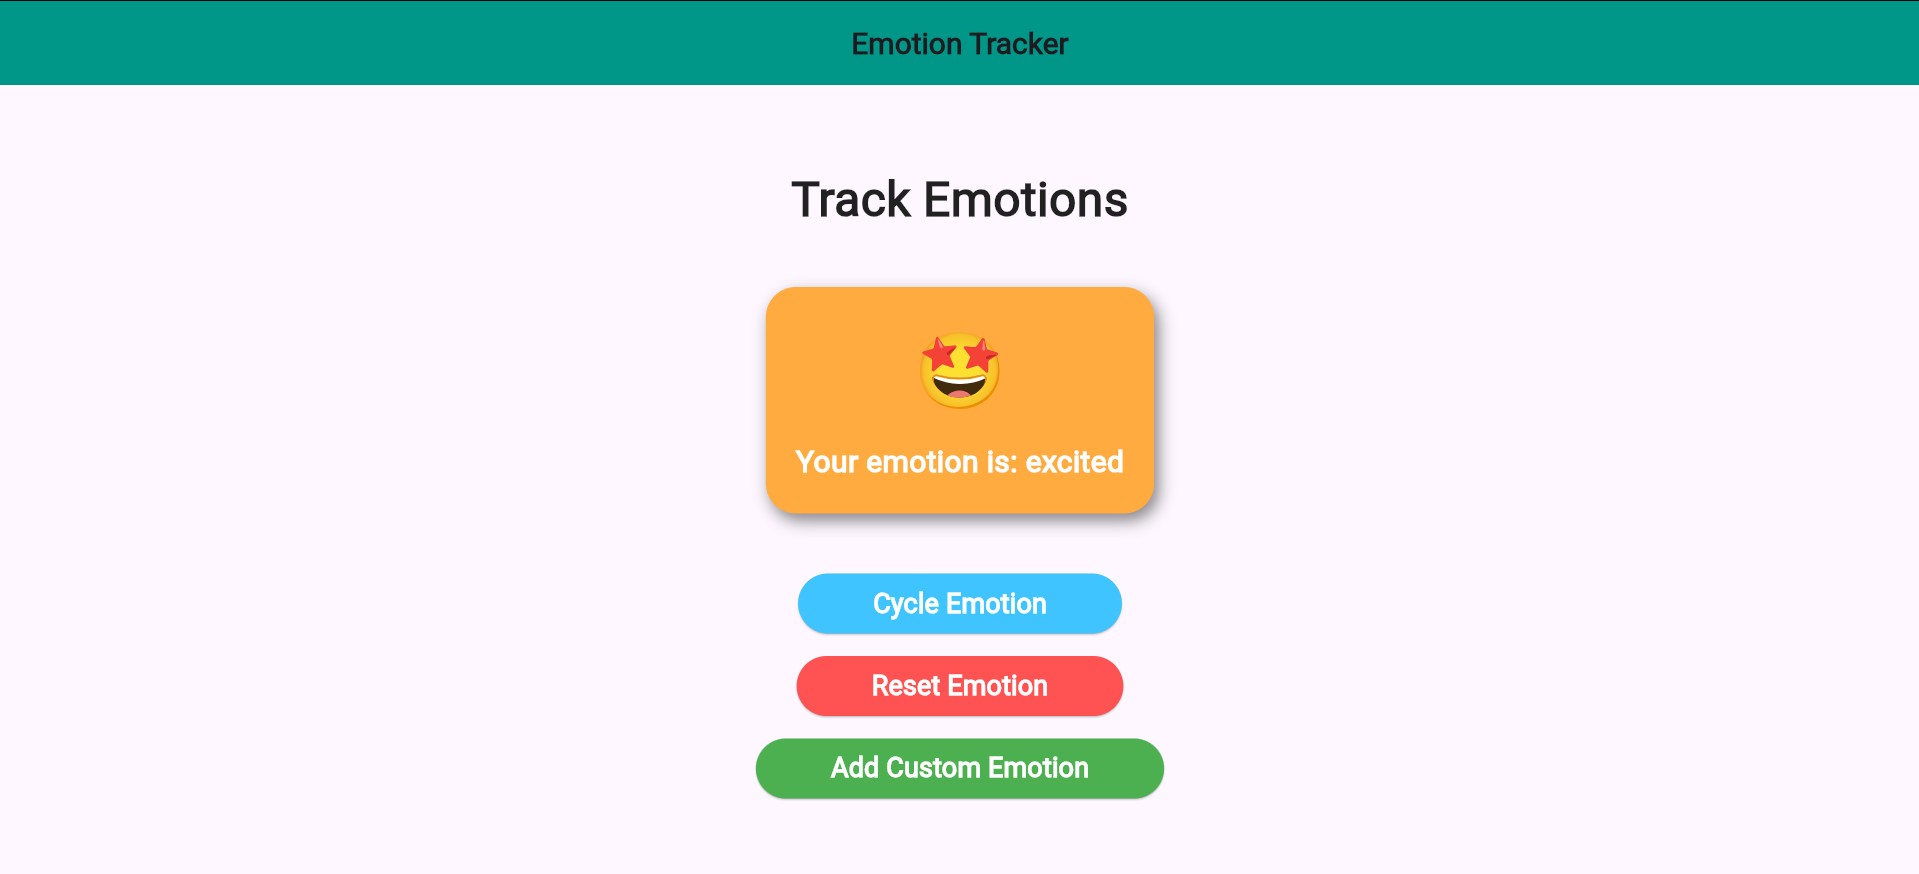 Emotion Tracker
Track Emotions
Your emotion is: excited
Cycle Emotion
Reset Emotion
Add Custom Emotion